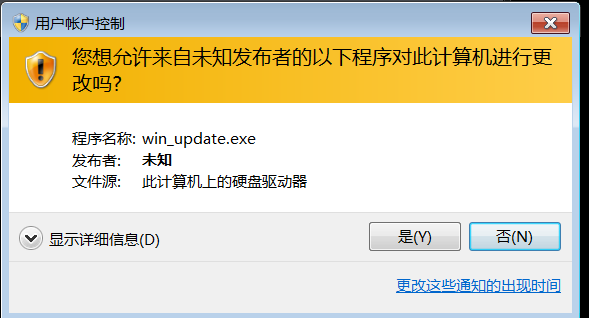 用户帐户控制
您想允许来自未知发布者的以下程序对此计算机进行更
改吗?
程序名称: win_update.exe
发布者: 未知
文件源: 此计算机上的硬盘驱动器
显示详细信息(D) 是(Y) 否(N)
更改这些通知的出现时间